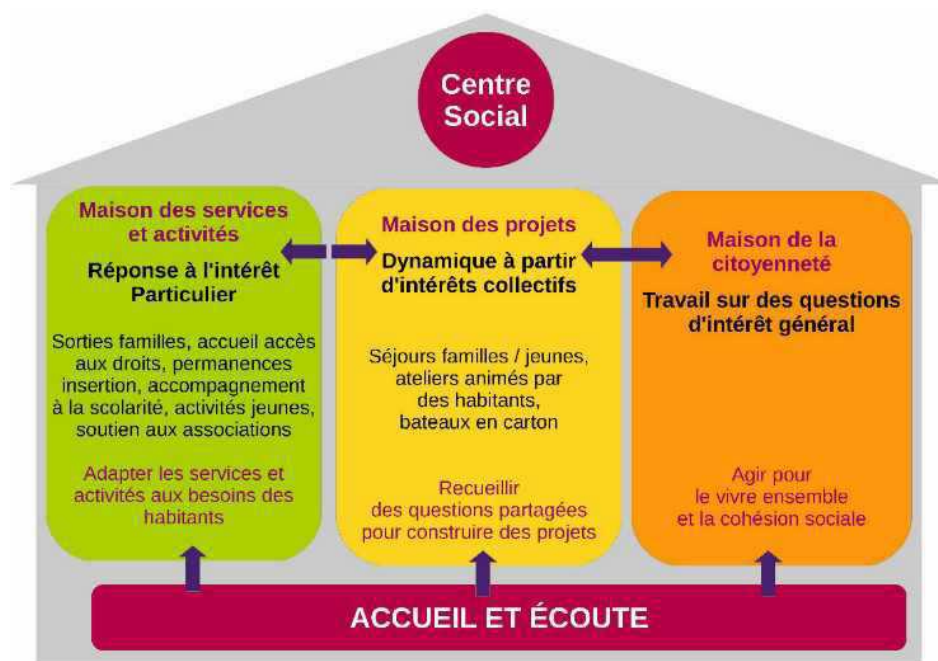 Centre
Social
Maison des services
et activités
Réponse à l'intérêt
Particulier
Sorties familles, accueil accès
aux droits, permanences
insertion, accompagnement
à la scolarité, activités jeunes,
soutien aux associations
Adapter les services et
activités aux besoins des
habitants
Maison des projets
Dynamique à partir
d'intérêts collectifs
Séjours familles / jeunes,
ateliers animés par
des habitants,
bateaux en carton
Recueillir
des questions partagées
pour construire des projets
Maison de la
citoyenneté
Travail sur des questions
d'intérêt général
Agir pour
le vivre ensemble
et la cohésion sociale
ACCUEIL ET ÉCOUTE